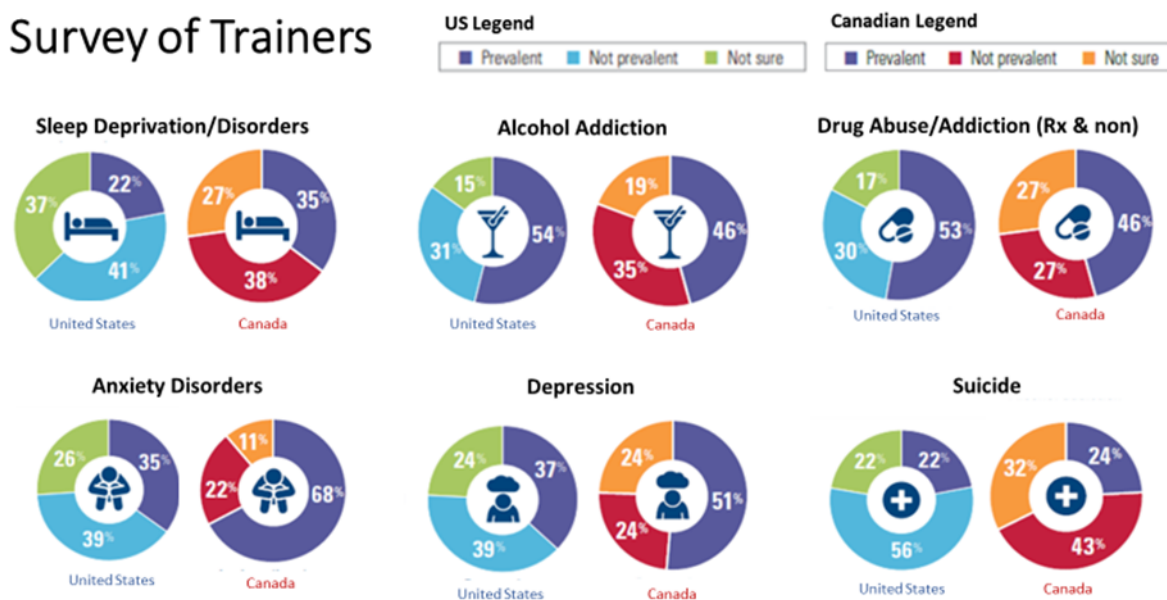 Survey of Trainers
US Legend
Prevalent Not prevalent Not sure
Canadian Legend
Prevalent Not prevalent Not sure
Sleep Deprivation/Disorders
37% 22% 41%
27% 35% 38%
United States
Canada
Alcohol Addiction
15% 54% 31%
19% 46% 35%
United States
Canada
Drug Abuse/Addiction (Rx & non)
17% 53% 30%
27% 46% 27%
United States
Canada
Anxiety Disorders
26% 35% 39%
11% 22% 68%
United States
Canada
Depression
24% 37% 39%
24% 51% 24%
United States
Canada
Suicide
22% 22% 56%
32% 24% 43%
United States
Canada